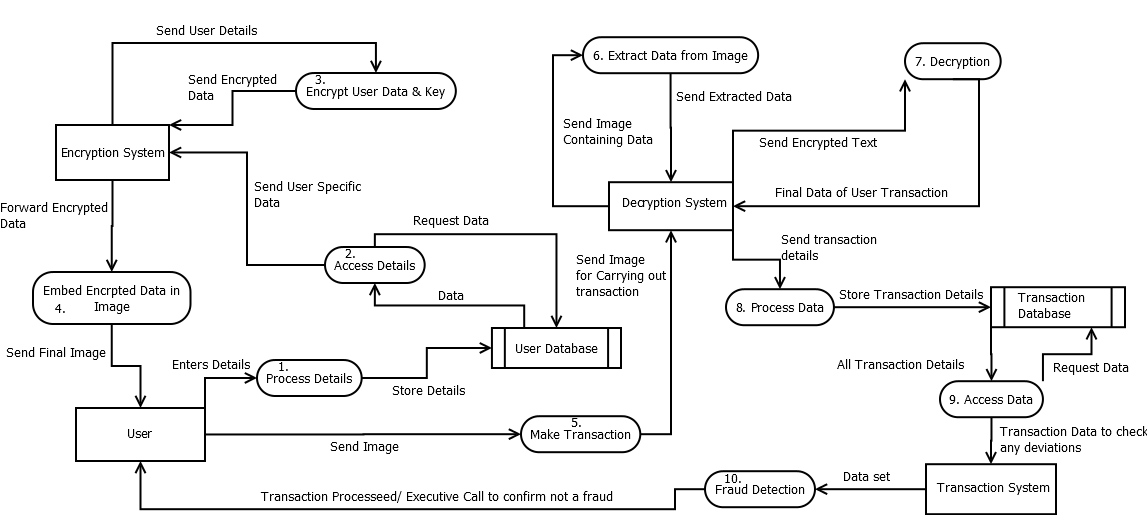 Send User Details
Send Encrypted
Data
3.
Encrypt User Data & Key
Encryption System
Send User Specific
Data
Forward Encrypted
Data
Request Data
2.
Access Details
Data
Embed Encrpted Data in
4. Image
User Database
Send Final Image
Enters Details
1.
Process Details
Store Details
User
Send Image
5.
Make Transaction
Transaction Processeed/ Executive Call to confirm not a fraud
6. Extract Data from Image
Send Extracted Data
Send Image
Containing Data
7. Decryption
Send Encrypted Text
Final Data of User Transaction
Decryption System
Send Image
for Carrying out
transaction
Send transaction
details
8. Process Data
Store Transaction Details
Transaction
Database
All Transaction Details
Request Data
9. Access Data
Transaction Data to check
any deviations
Transaction System
Data set
10.
Fraud Detection